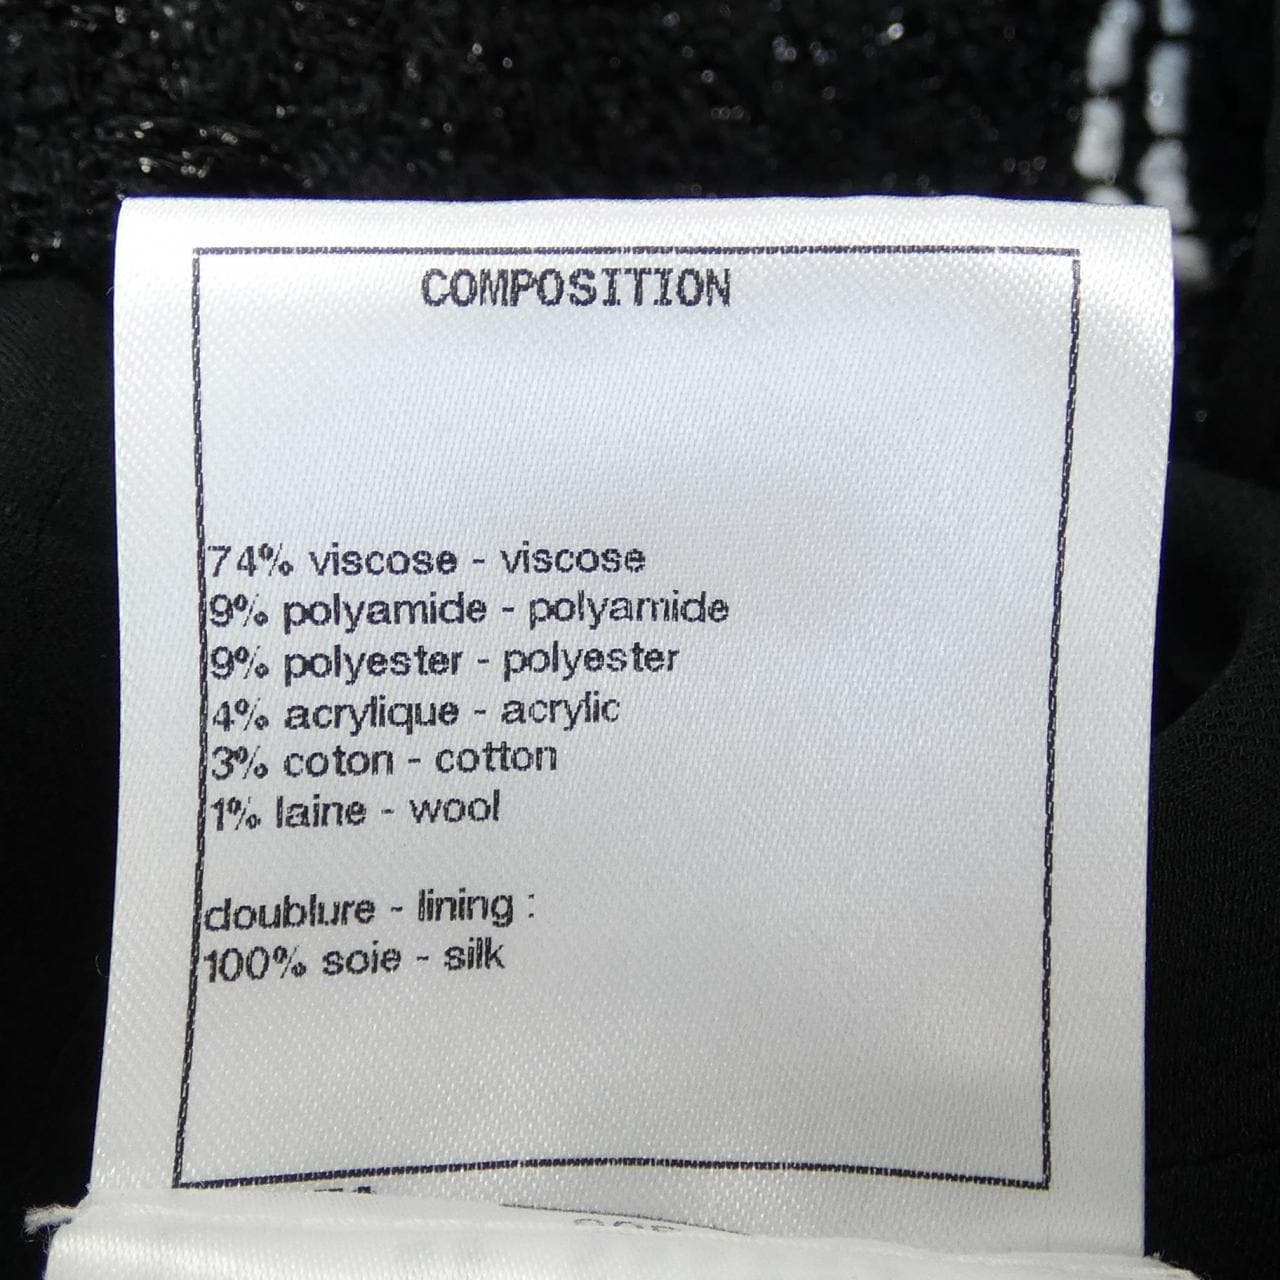 COMPOSITION
74% viscose - viscose
9% polyamide - polyamide
9% polyester - polyester
4% acrylique - acrylic
3% coton - cotton
1% laine - wool
doublure - lining :
100% soie - silk